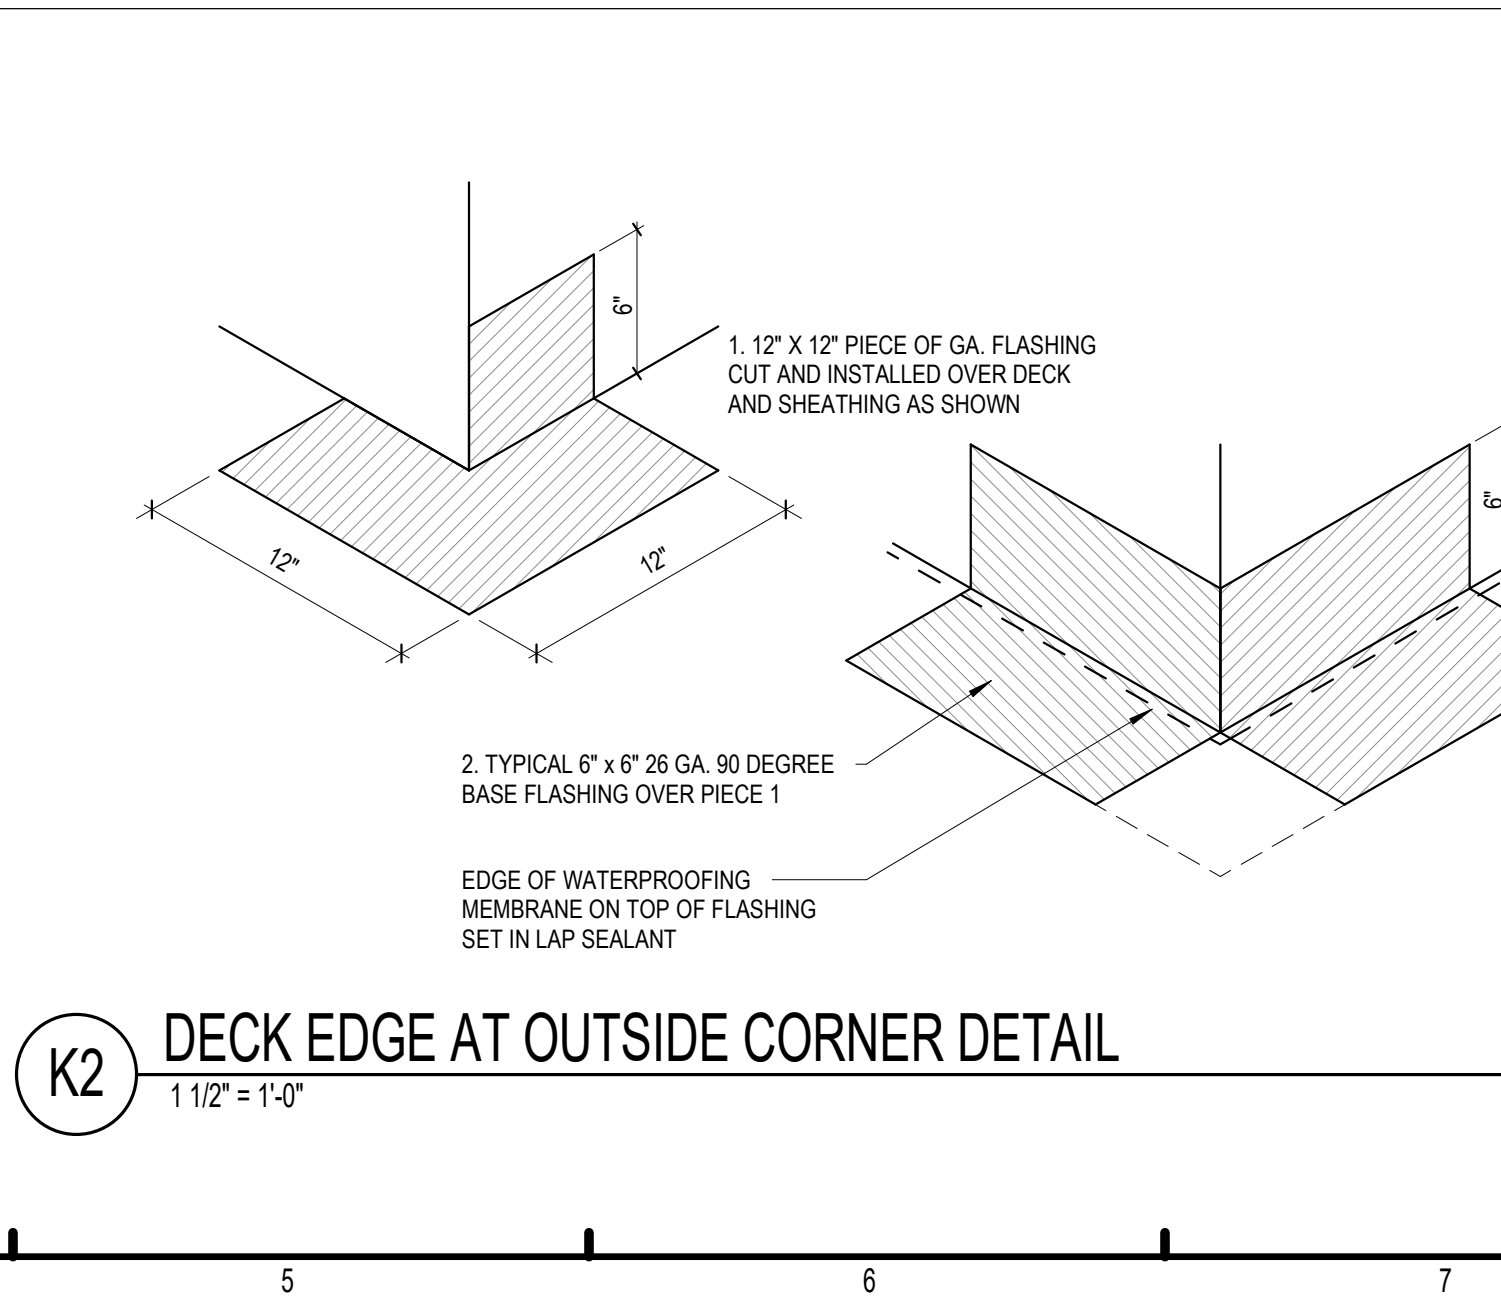 6"
1. 12" X 12" PIECE OF GA. FLASHING
CUT AND INSTALLED OVER DECK
AND SHEATHING AS SHOWN
6"
12"
12"
2. TYPICAL 6" x 6" 26 GA. 90 DEGREE
BASE FLASHING OVER PIECE 1
EDGE OF WATERPROOFING
MEMBRANE ON TOP OF FLASHING
SET IN LAP SEALANT
K2
DECK EDGE AT OUTSIDE CORNER DETAIL
1 1/2" = 1'-0"
5
6
7